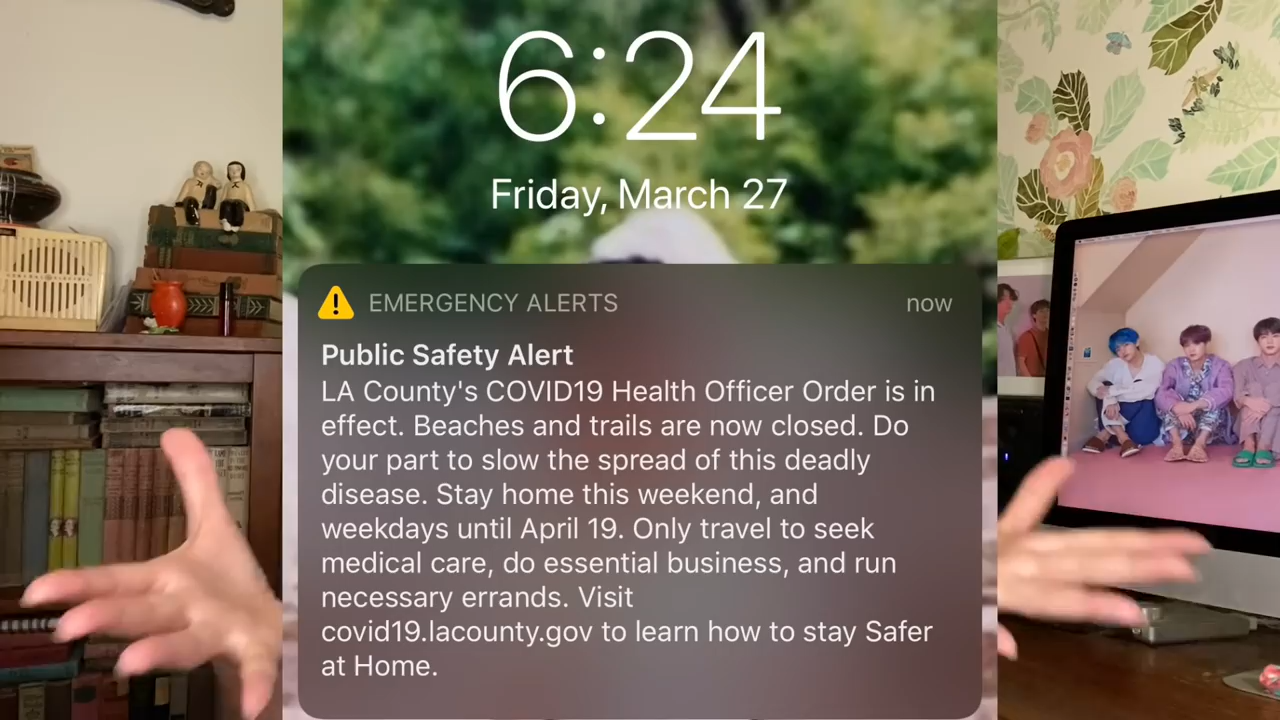 6:24
Friday, March 27
EMERGENCY ALERTS
now
Public Safety Alert
LA County's COVID19 Health Officer Order is in
effect. Beaches and trails are now closed. Do
your part to slow the spread of this deadly
disease. Stay home this weekend, and
weekdays until April 19. Only travel to seek
medical care, do essential business, and run
necessary errands. Visit
covid19.lacounty.gov to learn how to stay Safer
at Home.